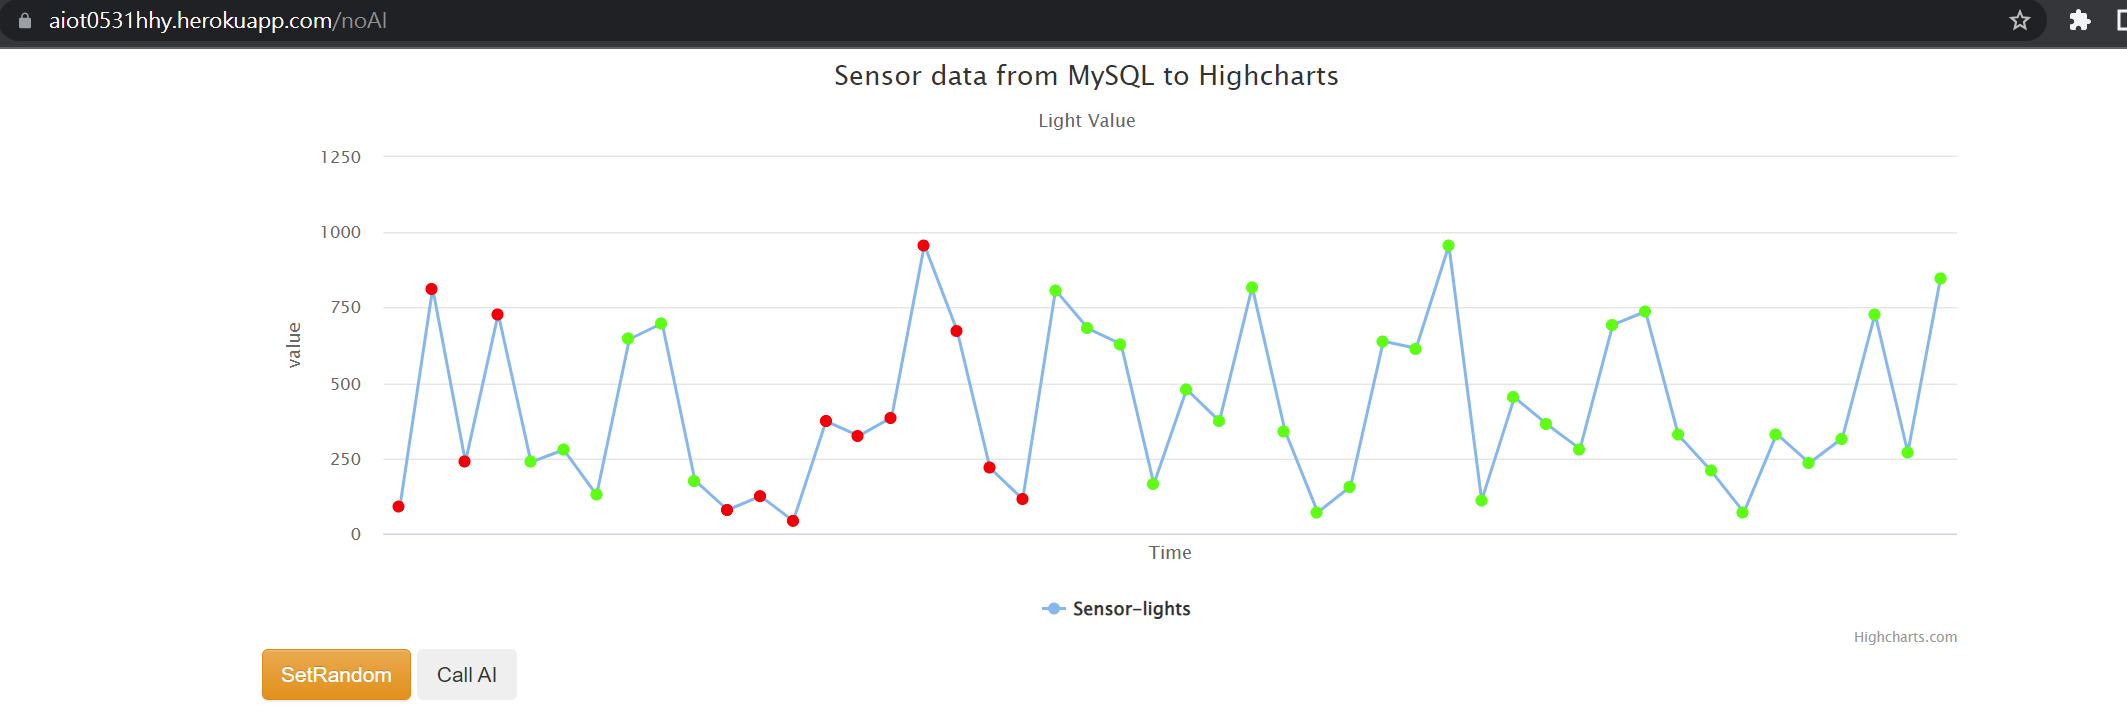 aiot0531hhy.herokuapp.com/noAI
Sensor data from MySQL to Highcharts
Light Value
1250
1000
750
500
250
0
value
Time
Sensor-lights
Highcharts.com
SetRandom Call AI